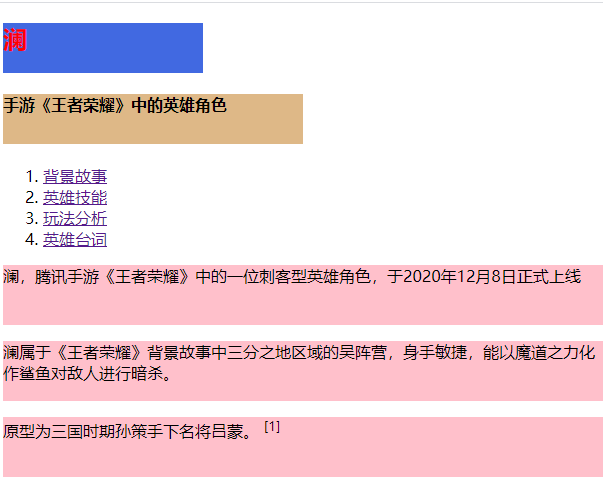 澜
手游《王者荣耀》中的英雄角色
1. 背景故事
2. 英雄技能
3. 玩法分析
4. 英雄台词
澜，腾讯手游《王者荣耀》中的一位刺客型英雄角色，于2020年12月8日正式上线
澜属于《王者荣耀》背景故事中三分之地区域的吴阵营，身手敏捷，能以魔道之力化
作鲨鱼对敌人进行暗杀。
原型为三国时期孙策手下名将吕蒙。 [1]